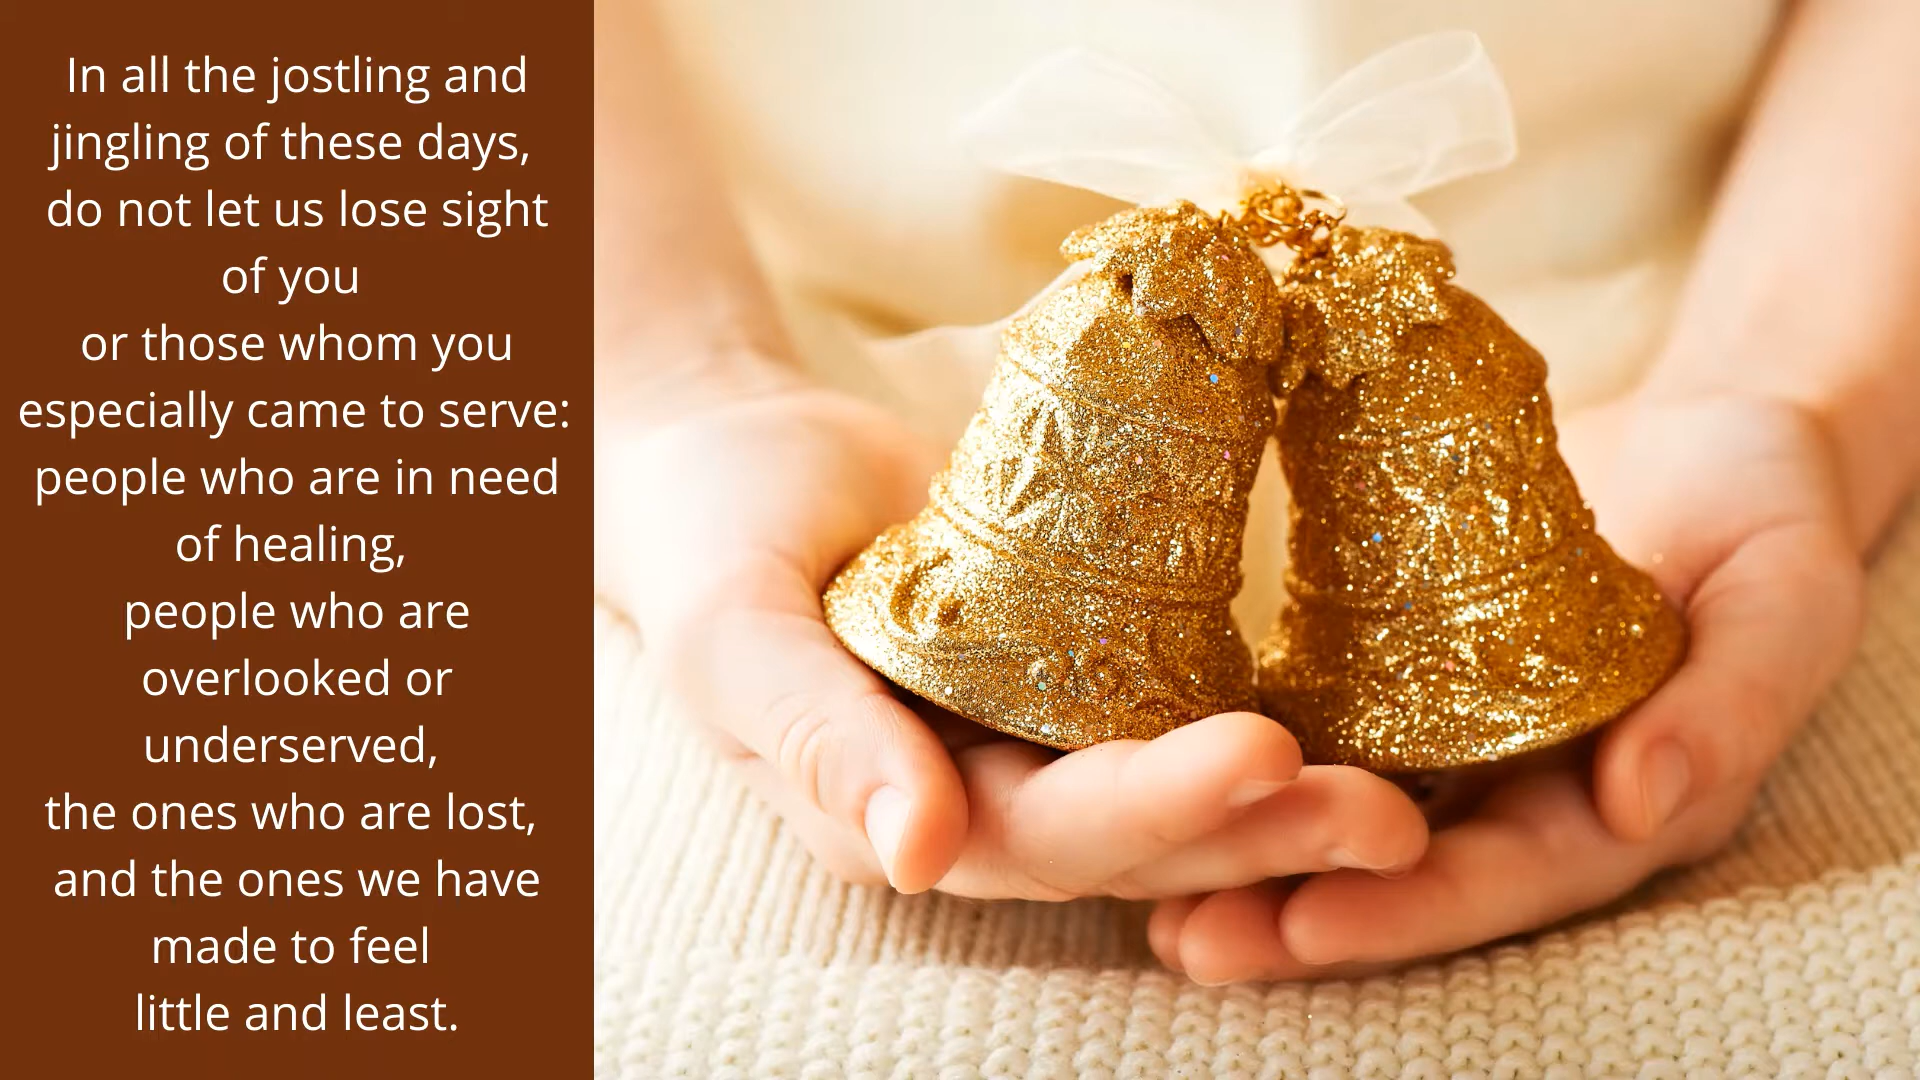 In all the jostling and
jingling of these days,
do not let us lose sight
of you
or those whom you
especially came to serve:
people who are in need
of healing,
people who are
overlooked or
underserved,
the ones who are lost,
and the ones we have
made to feel
little and least.